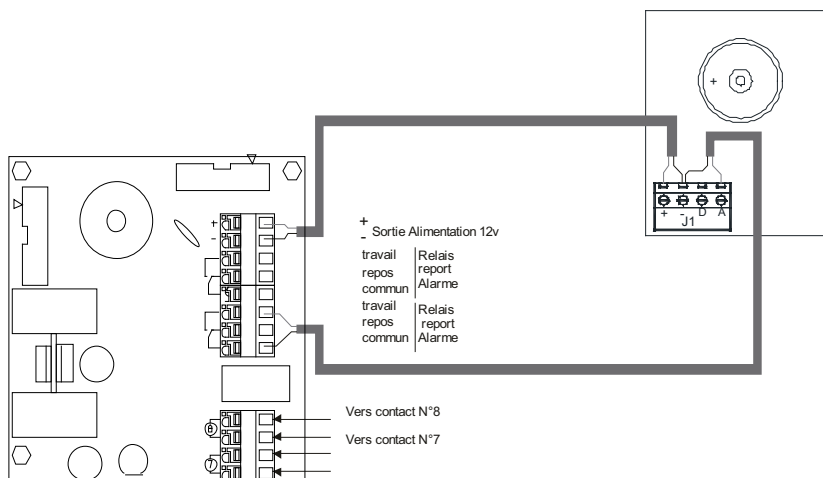 +
+ - D A
J1
+
-
+
- Sortie Alimentation 12v
travail Relais
repos report
commun Alarme
travail Relais
repos report
commun Alarme
Vers contact N°8
8
Vers contact N°7
7